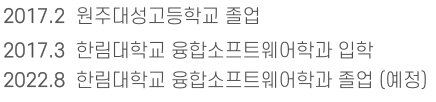 2017.2 원주대성고등학교 졸업
2017.3 한림대학교 융합소프트웨어학과 입학
2022.8 한림대학교 융합소프트웨어학과 졸업 (예정)